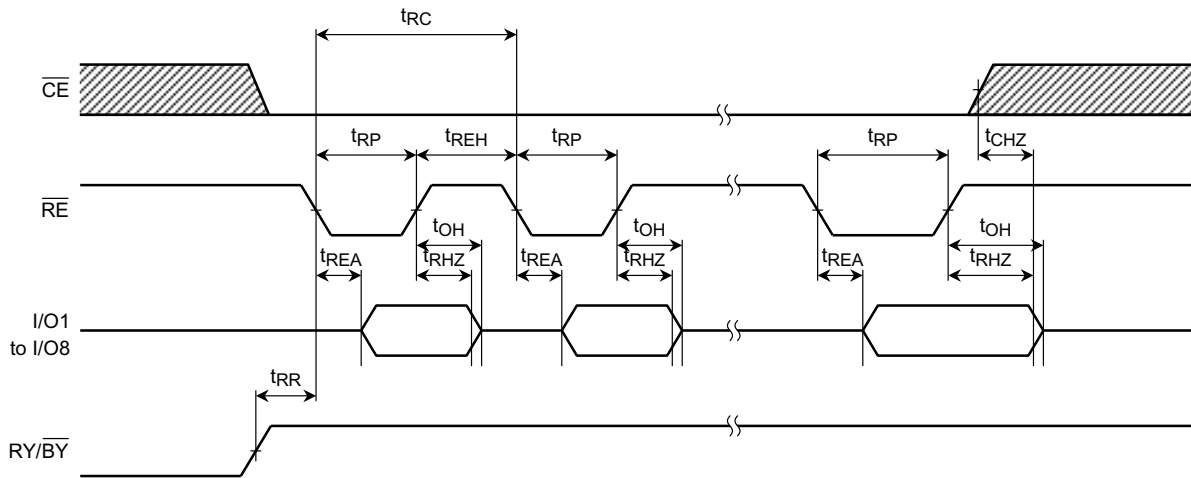 tRC
CE
tRP tREH tRP tRP tCHZ
RE
tOH tOH tOH
tREA tRHZ tREA tRHZ tREA tRHZ
I/O1
to I/O8
tRR
RY/BY